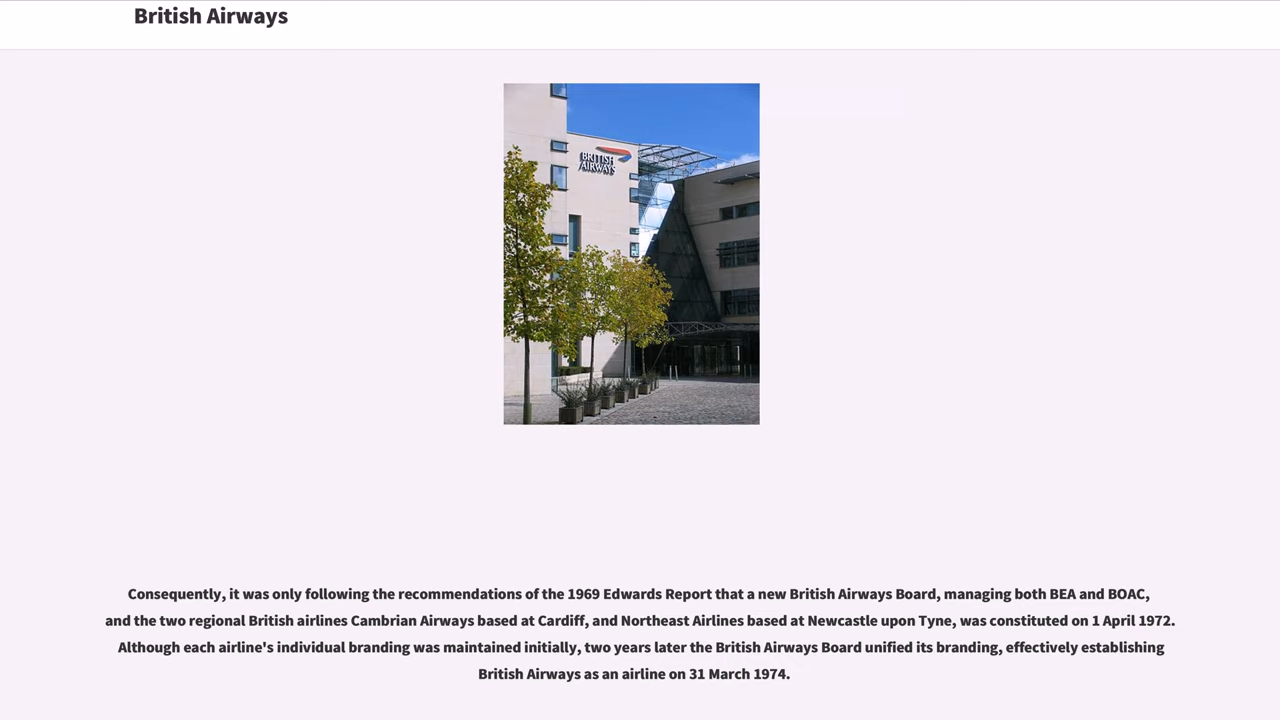 British Airways
BRITISH
AIRWAYS
Consequently, it was only following the recommendations of the 1969 Edwards Report that a new British Airways Board, managing both BEA and BOAC,
and the two regional British airlines Cambrian Airways based at Cardiff, and Northeast Airlines based at Newcastle upon Tyne, was constituted on 1 April 1972.
Although each airline's individual branding was maintained initially, two years later the British Airways Board unified its branding, effectively establishing
British Airways as an airline on 31 March 1974.